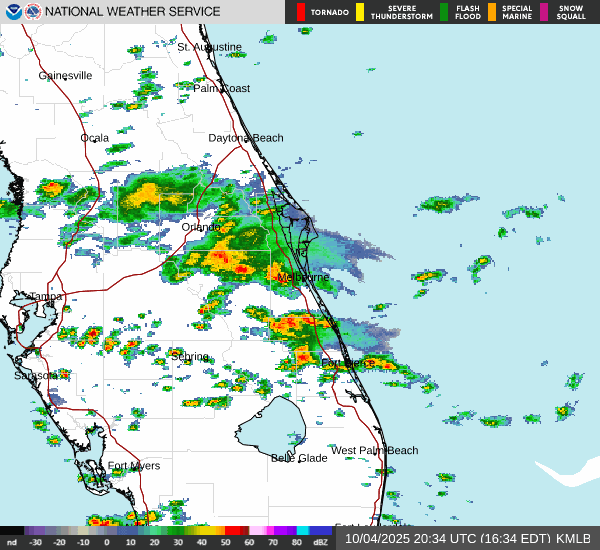 NATIONAL WEATHER SERVICE
TORNADO
SEVERE THUNDERSTORM
FLASH FLOOD
SPECIAL MARINE
SNOW SQUALL
St. Augustine
Gainesville
Palm Coast
Ocala
Daytona Beach
Orlando
Melbourne
Tampa
Sebring
Fort Pierce
Sarasota
West Palm Beach
Belle Glade
Fort Myers
nd -30 -20 -10 0 10 20 30 40 50 60 70 80 dBZ
10/04/2025 20:34 UTC (16:34 EDT) KMLB